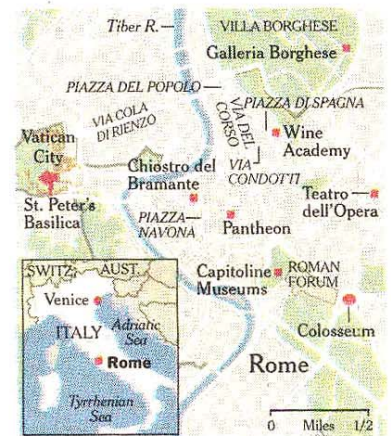 Tiber R.
VILLA BORGHESE
Galleria Borghese
PIAZZA DEL POPOLO
PIAZZA DI SPAGNA
VIA COLA
DI RIENZO
VIA DEL
CORSO
Wine
Academy
Vatican
City
Chiostro del
Bramante
VIA
CONDOTTI
Teatro
dell'Opera
St. Peter's
Basilica
PIAZZA
NAVONA
Pantheon
SWITZ.
AUST.
Capitoline
Museums
ROMAN
FORUM
Venice
ITALY
Adriatic
Sea
Colosseum
Rome
Rome
Tyrrhenian
Sea
0 Miles 1/2